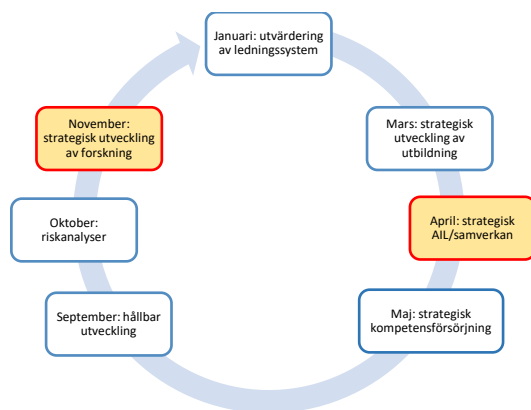 Januari: utvärdering
av ledningssystem
Mars: strategisk
utveckling av
utbildning
April: strategisk
AIL/samverkan
Maj: strategisk
kompetensförsörjning
September: hållbar
utveckling
Oktober:
riskanalyser
November:
strategisk utveckling
av forskning